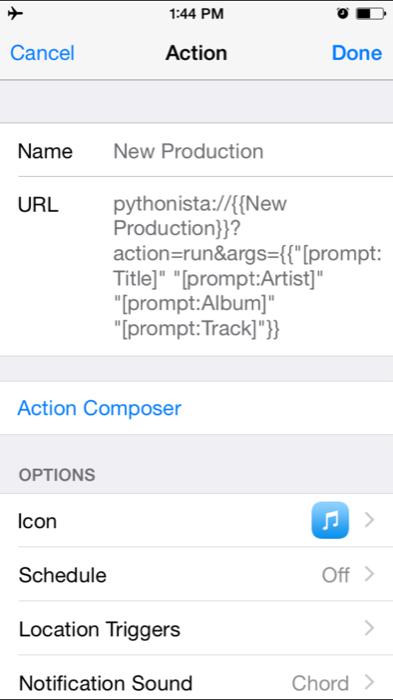 1:44 PM
Cancel Action Done
Name New Production
URL pythonista://{{New
Production}}?
action=run&args={{"[prompt:
Title]" "[prompt:Artist]"
"[prompt:Album]"
"[prompt:Track]"}}
Action Composer
OPTIONS
Icon
Schedule Off
Location Triggers
Notification Sound Chord